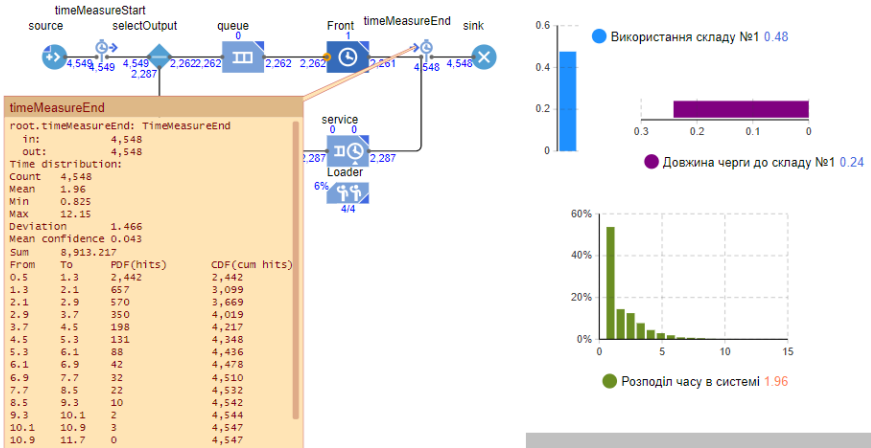 timeMeasureStart
source
selectOutput
queue
Front
timeMeasureEnd
sink
0
1
4,549
4,549
4,549
2,287
2,262
2,262
2,262
2,262
2,261
4,548
4,548
timeMeasureEnd
root.timeMeasureEnd: TimeMeasureEnd
in: 4,548
out: 4,548
Time distribution:
Count 4,548
Mean 1.96
Min 0.825
Max 12.15
Deviation 1.466
Mean confidence 0.043
Sum 8,913.217
From To PDF(hits) CDF(cum hits)
0.5 1.3 2,442 2,442
1.3 2.1 657 3,099
2.1 2.9 570 3,669
2.9 3.7 350 4,019
3.7 4.5 198 4,217
4.5 5.3 131 4,348
5.3 6.1 88 4,436
6.1 6.9 42 4,478
6.9 7.7 32 4,510
7.7 8.5 22 4,532
8.5 9.3 10 4,542
9.3 10.1 2 4,544
10.1 10.9 3 4,547
10.9 11.7 0 4,547
service
0 0
2,287
2,287
Loader
6%
4/4
0.6
0.4
0.2
0
Використання складу №1 0.48
0.3 0.2 0.1 0
Довжина черги до складу №1 0.24
60%
40%
20%
0%
0 5 10 15
Розподіл часу в системі 1.96